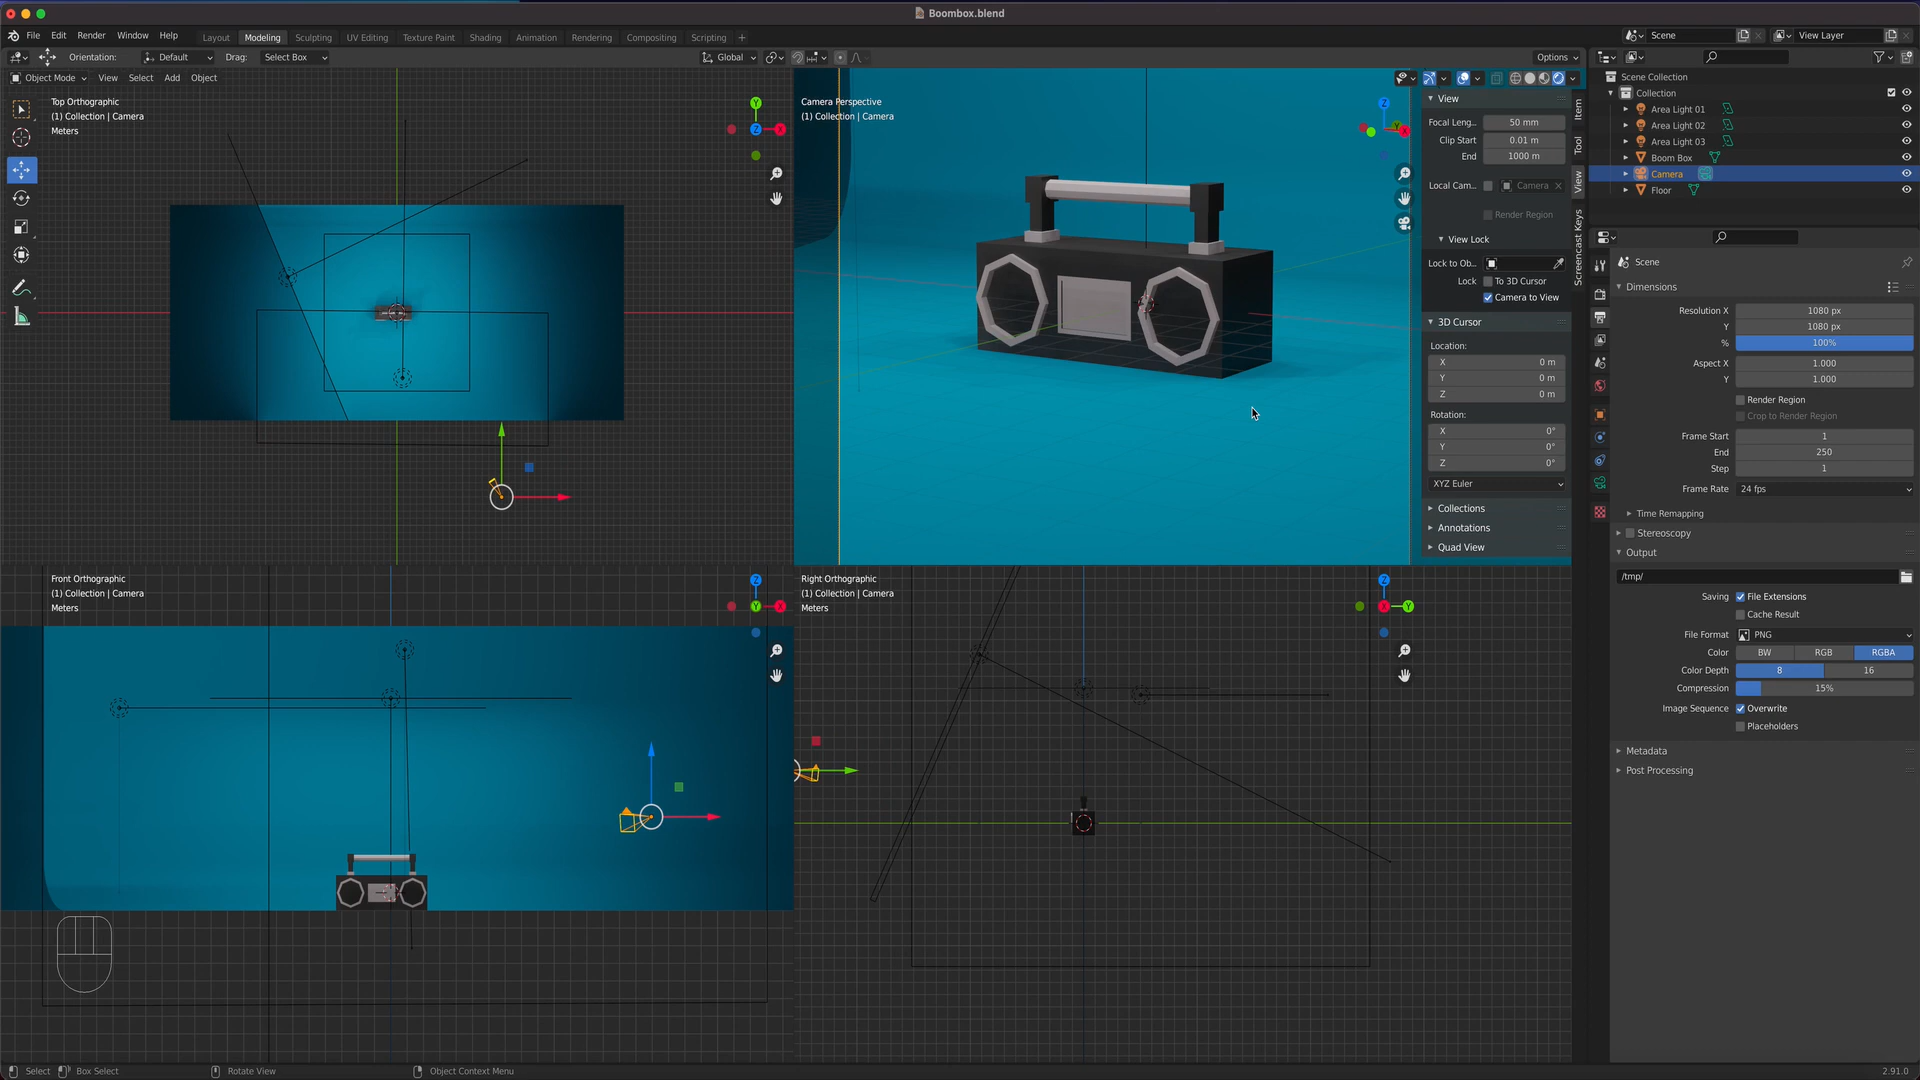 Boombox.blend
File Edit Render Window Help
Layout Modeling Sculpting UV Editing Texture Paint Shading Animation Rendering Compositing Scripting +
Scene
View Layer
Orientation: Default Drag: Select Box
Global
Options
Object Mode View Select Add Object
Top Orthographic
(1) Collection | Camera
Meters
Y
Z
X
Camera Perspective
(1) Collection | Camera
Z
Y
X
View
Focal Leng... 50 mm
Clip Start 0.01 m
End 1000 m
Local Cam... Camera
Render Region
View Lock
Lock to Ob...
Lock To 3D Cursor
Camera to View
3D Cursor
Location:
X 0 m
Y 0 m
Z 0 m
Rotation:
X 0°
Y 0°
Z 0°
XYZ Euler
Collections
Annotations
Quad View
Item
Tool
View
Screencast Keys
Front Orthographic
(1) Collection | Camera
Meters
Z
Y
X
Right Orthographic
(1) Collection | Camera
Meters
Z
X
Y
Scene Collection
Collection
Area Light 01
Area Light 02
Area Light 03
Boom Box
Camera
Floor
Scene
Dimensions
Resolution X 1080 px
Y 1080 px
% 100%
Aspect X 1.000
Y 1.000
Render Region
Crop to Render Region
Frame Start 1
End 250
Step 1
Frame Rate 24 fps
Time Remapping
Stereoscopy
Output
/tmp/
Saving File Extensions
Cache Result
File Format PNG
Color BW RGB RGBA
Color Depth 8 16
Compression 15%
Image Sequence Overwrite
Placeholders
Metadata
Post Processing
Select Box Select Rotate View Object Context Menu
2.91.0